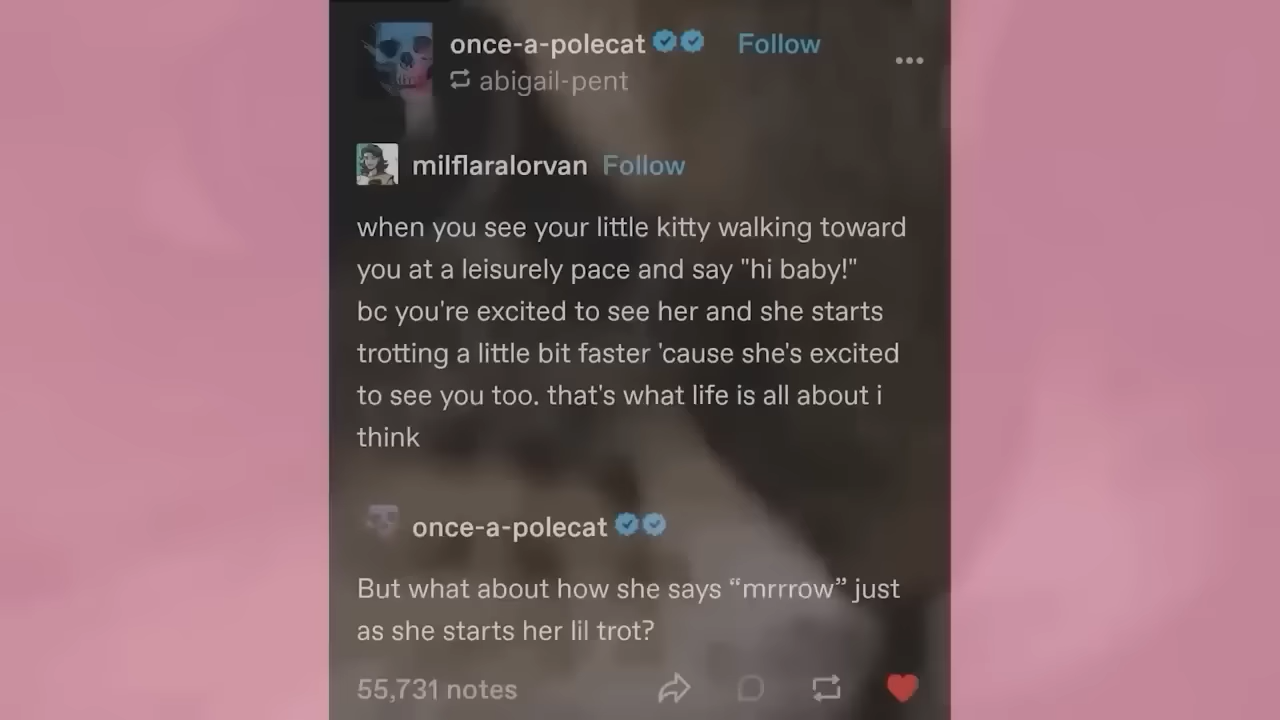 once-a-polecat Follow
abigail-pent
milflaralorvan Follow
when you see your little kitty walking toward
you at a leisurely pace and say "hi baby!"
bc you're excited to see her and she starts
trotting a little bit faster 'cause she's excited
to see you too. that's what life is all about i
think
once-a-polecat
But what about how she says “mrrrow” just
as she starts her lil trot?
55,731 notes